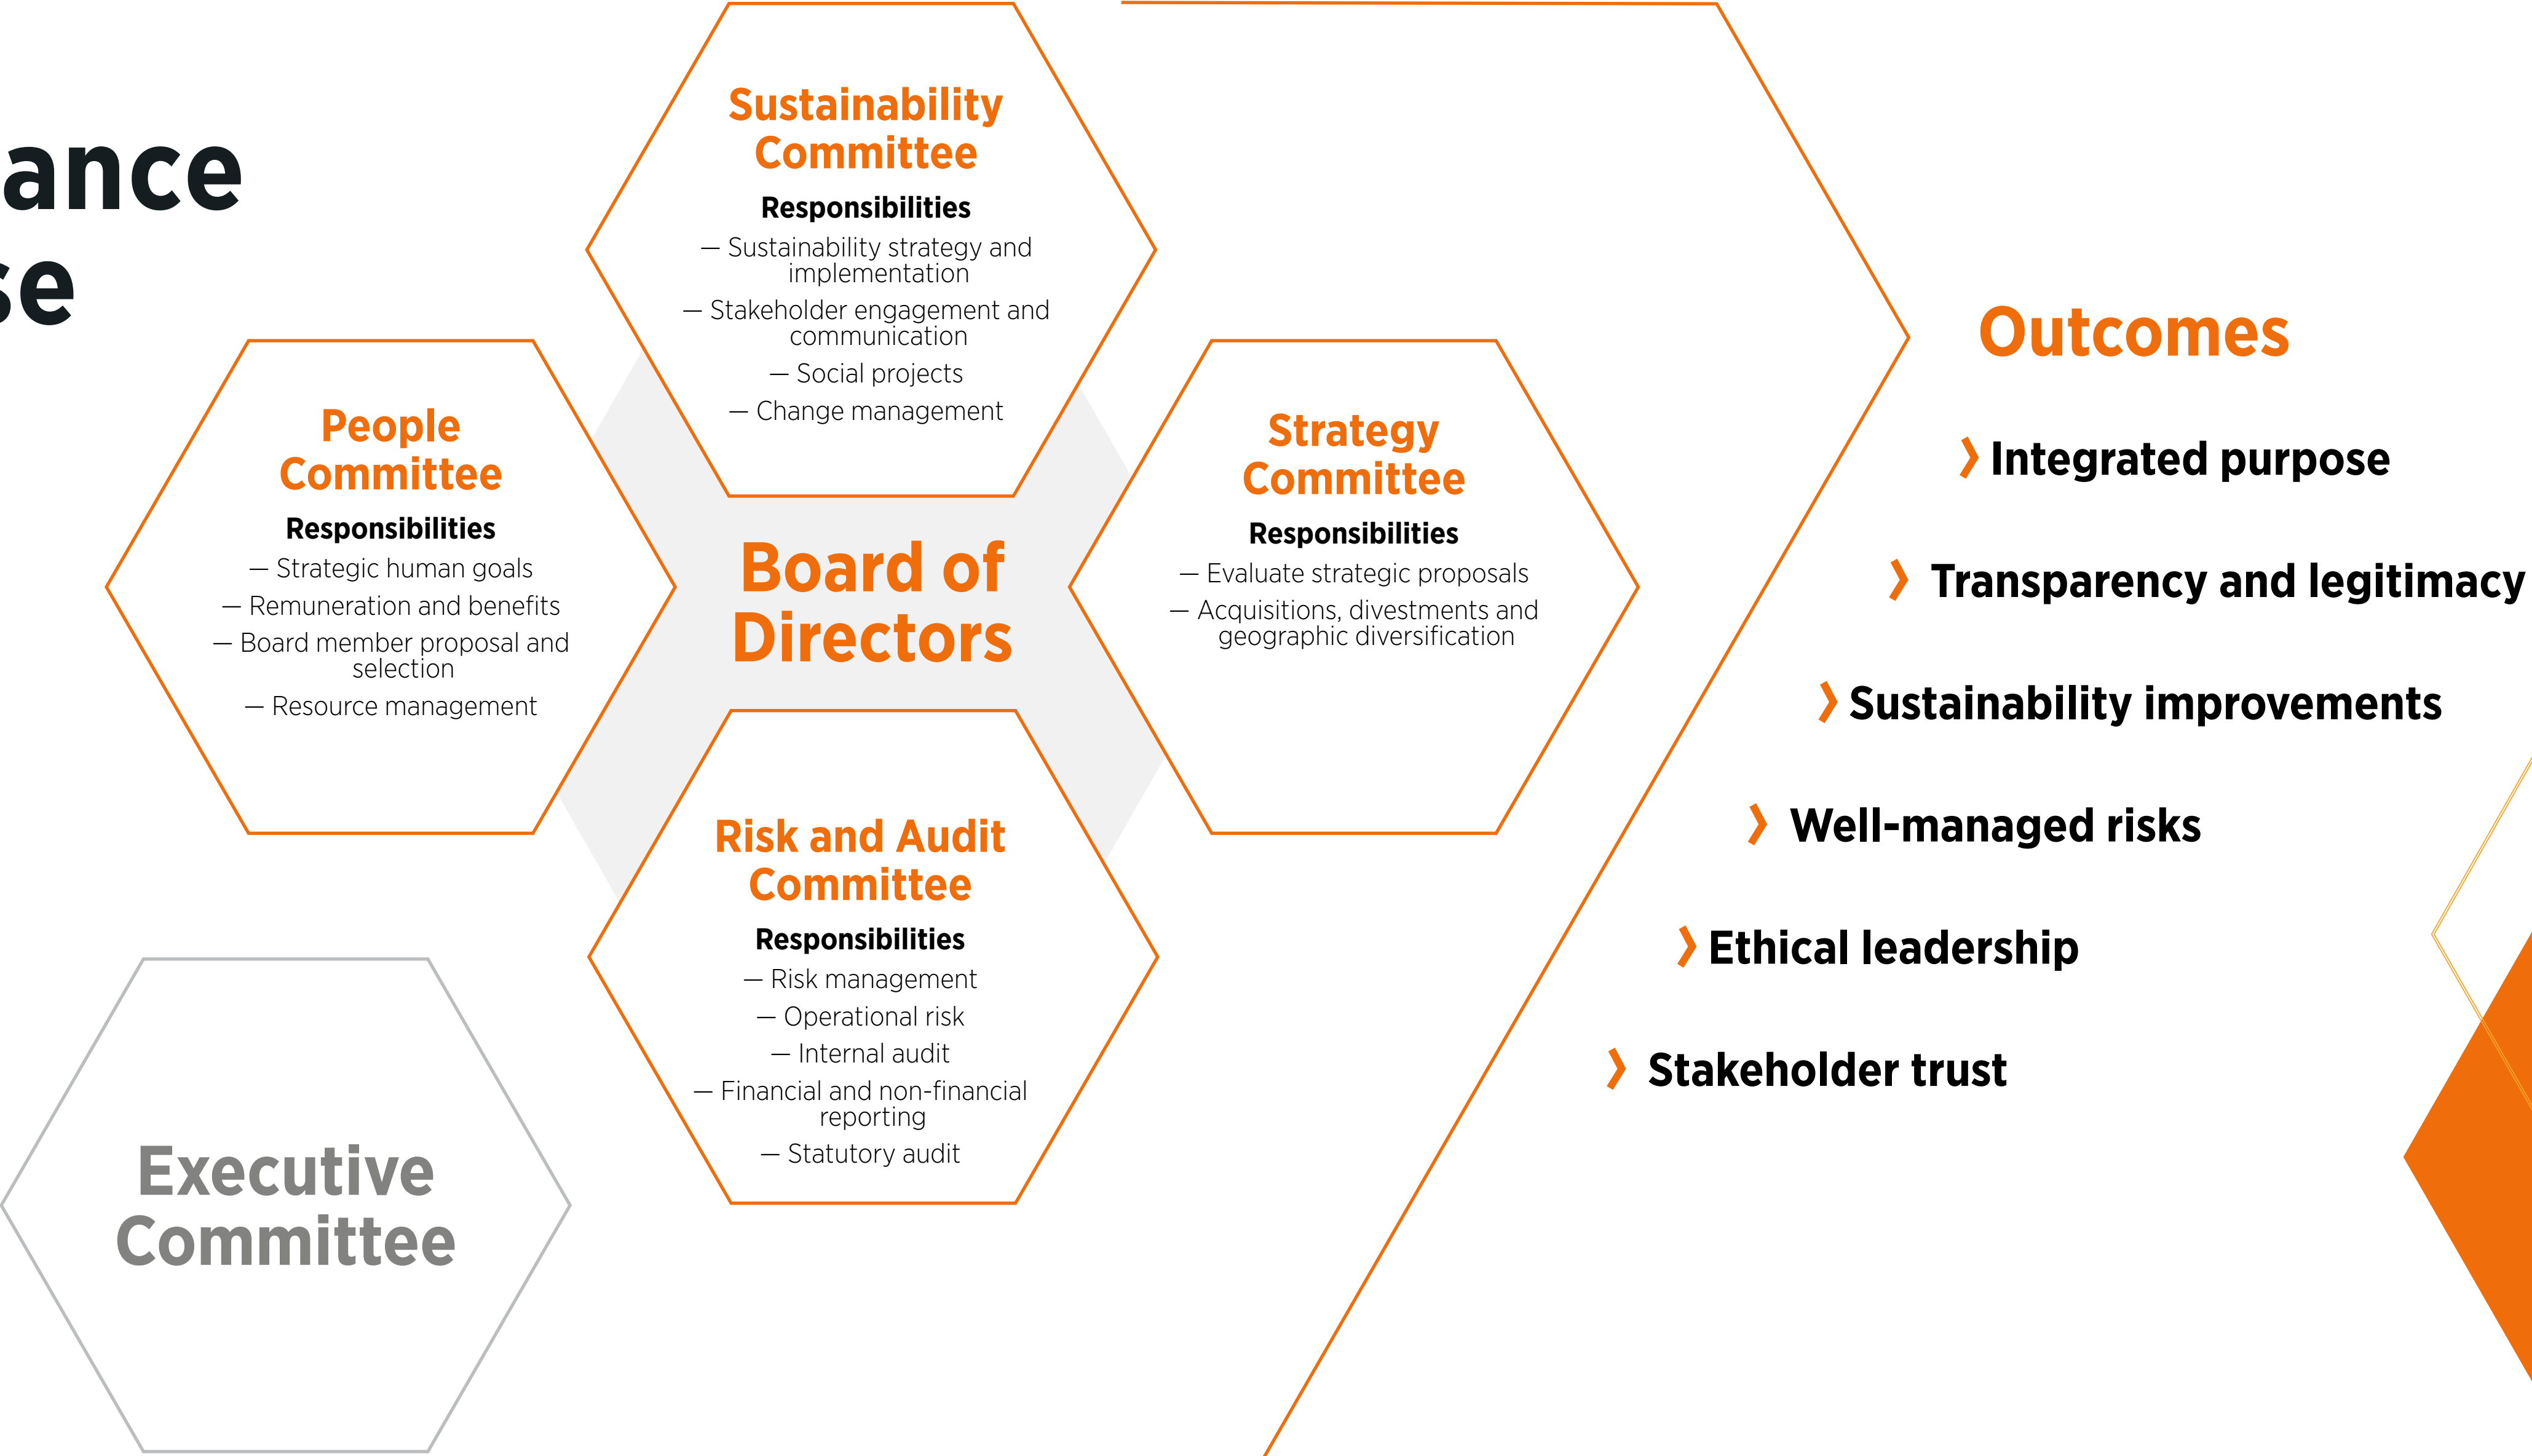 ance
se
Sustainability
Committee
Responsibilities
— Sustainability strategy and
implementation
— Stakeholder engagement and
communication
— Social projects
— Change management
People
Committee
Responsibilities
— Strategic human goals
— Remuneration and benefits
— Board member proposal and
selection
— Resource management
Board of
Directors
Strategy
Committee
Responsibilities
— Evaluate strategic proposals
— Acquisitions, divestments and
geographic diversification
Risk and Audit
Committee
Responsibilities
— Risk management
— Operational risk
— Internal audit
— Financial and non-financial
reporting
— Statutory audit
Executive
Committee
Outcomes
Integrated purpose
Transparency and legitimacy
Sustainability improvements
Well-managed risks
Ethical leadership
Stakeholder trust